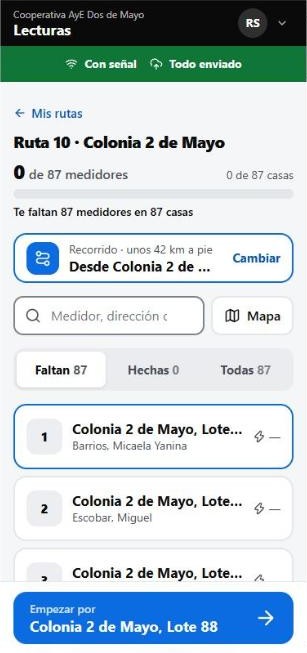 Cooperativa AyE Dos de Mayo
Lecturas
RS
Con señal Todo enviado
← Mis rutas
Ruta 10 · Colonia 2 de Mayo
0 de 87 medidores
0 de 87 casas
Te faltan 87 medidores en 87 casas
Recorrido · unos 42 km a pie
Desde Colonia 2 de ...
Cambiar
Medidor, dirección c
Mapa
Faltan 87
Hechas 0
Todas 87
1
Colonia 2 de Mayo, Lote...
Barrios, Micaela Yanina
—
2
Colonia 2 de Mayo, Lote...
Escobar, Miguel
—
3
Colonia 2 de Mayo, Lote...
Empezar por
Colonia 2 de Mayo, Lote 88
→